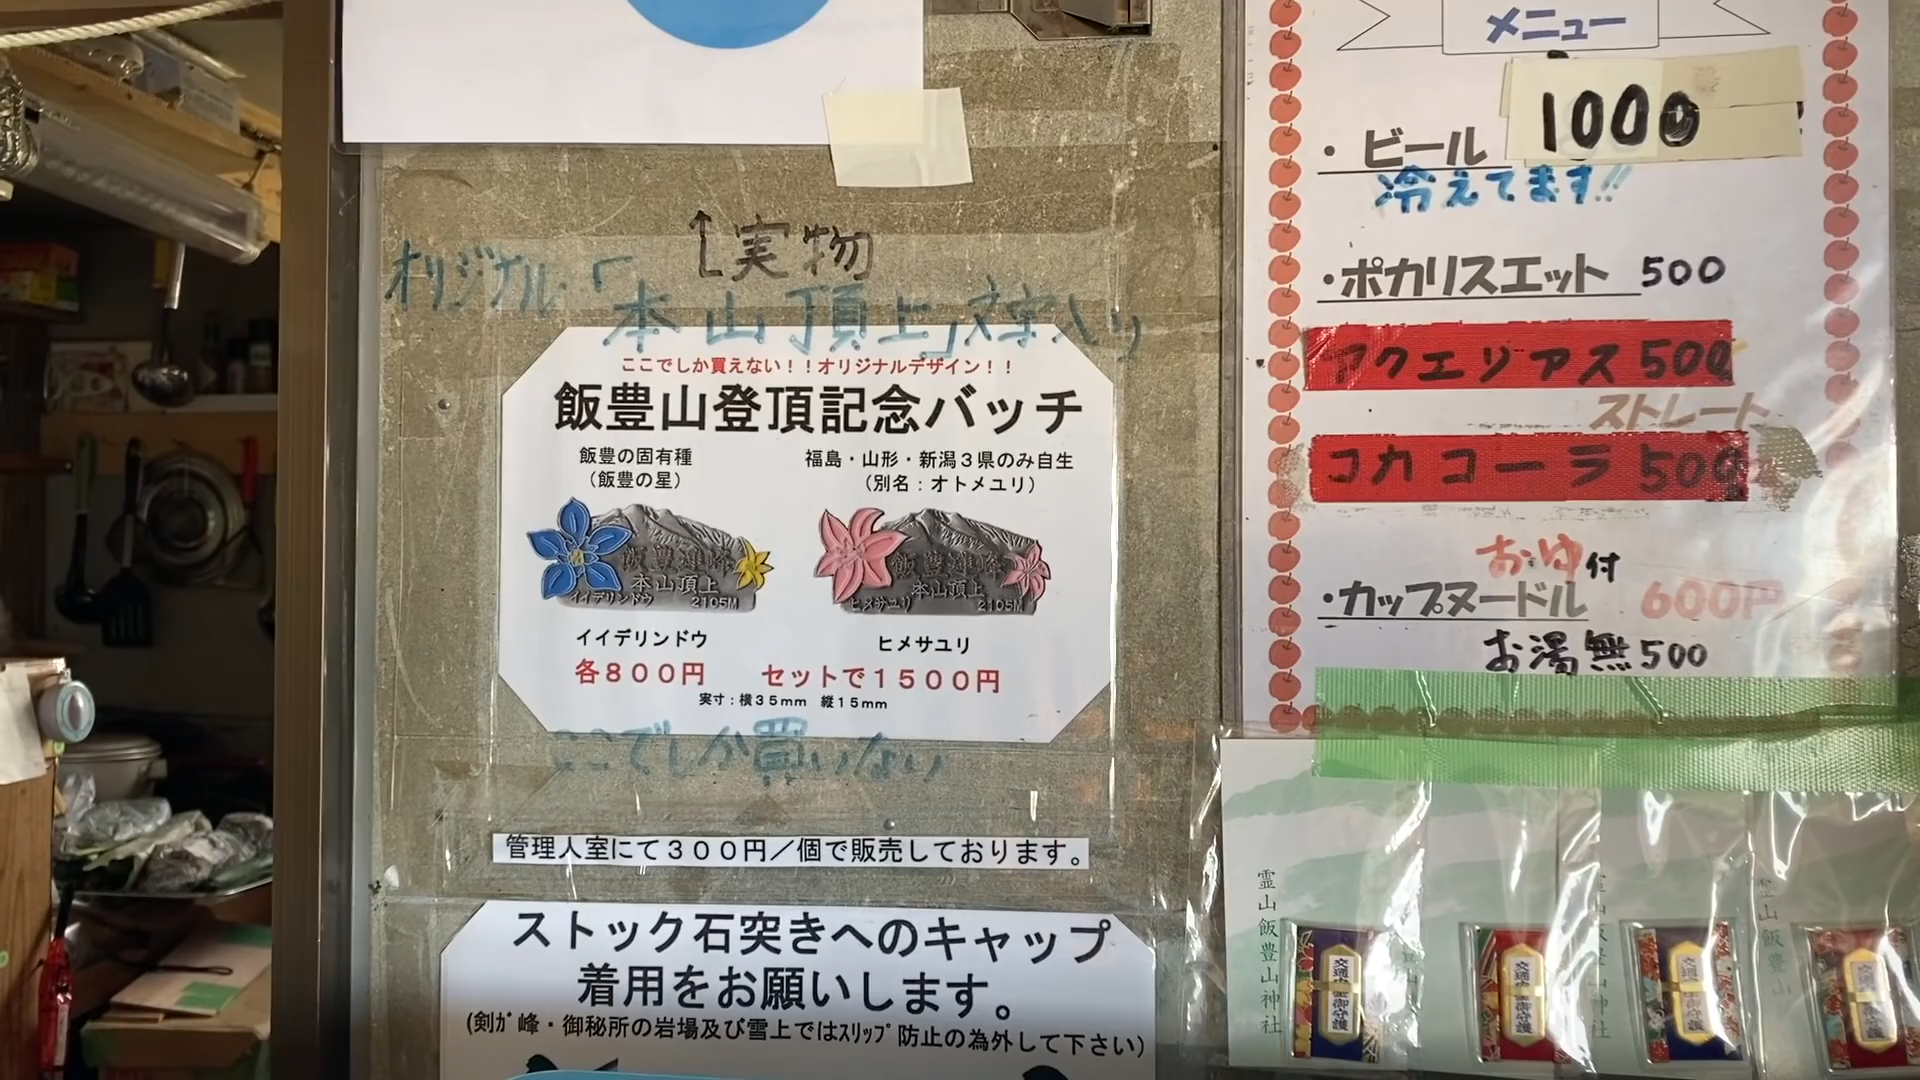 ↑実物
オリジナル「本山頂上」文字入り
ここでしか買えない!!オリジナルデザイン!!
飯豊山登頂記念バッチ
飯豊の固有種
(飯豊の星)
福島・山形・新潟3県のみ自生
(別名:オトメユリ)
飯豊連峰
本山頂上
イイデリンドウ 2105M
飯豊連峰
本山頂上
ヒメサユリ 2105M
イイデリンドウ
ヒメサユリ
各800円 セットで1500円
実寸:横35mm 縦15mm
ここでしか買いない
管理人室にて300円/個で販売しております。
ストック石突きへのキャップ
着用をお願いします。
(剣ガ峰・御秘所の岩場及び雪上ではスリップ防止の為外して下さい)
メニュー
・ビール 1000
冷えてます!!
・ポカリスエット 500
アクエリアス 500
ストレート
コカコーラ 500
おゆ付
・カップヌードル 600円
お湯無500
霊山飯豊山神社
霊山飯豊山